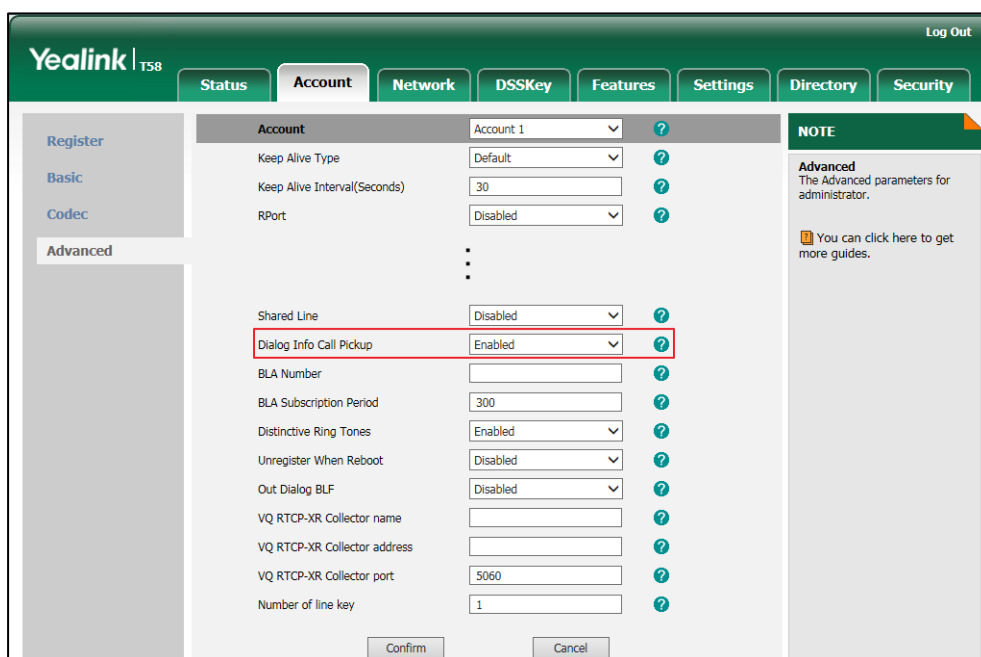 Log Out
Yealink | T58
Status Account Network DSSKey Features Settings Directory Security
Register
Basic
Codec
Advanced
Account Account 1
Keep Alive Type Default
Keep Alive Interval(Seconds) 30
RPort Disabled
Shared Line Disabled
Dialog Info Call Pickup Enabled
BLA Number
BLA Subscription Period 300
Distinctive Ring Tones Enabled
Unregister When Reboot Disabled
Out Dialog BLF Disabled
VQ RTCP-XR Collector name
VQ RTCP-XR Collector address
VQ RTCP-XR Collector port 5060
Number of line key 1
Confirm Cancel
NOTE
Advanced
The Advanced parameters for
administrator.
You can click here to get
more guides.